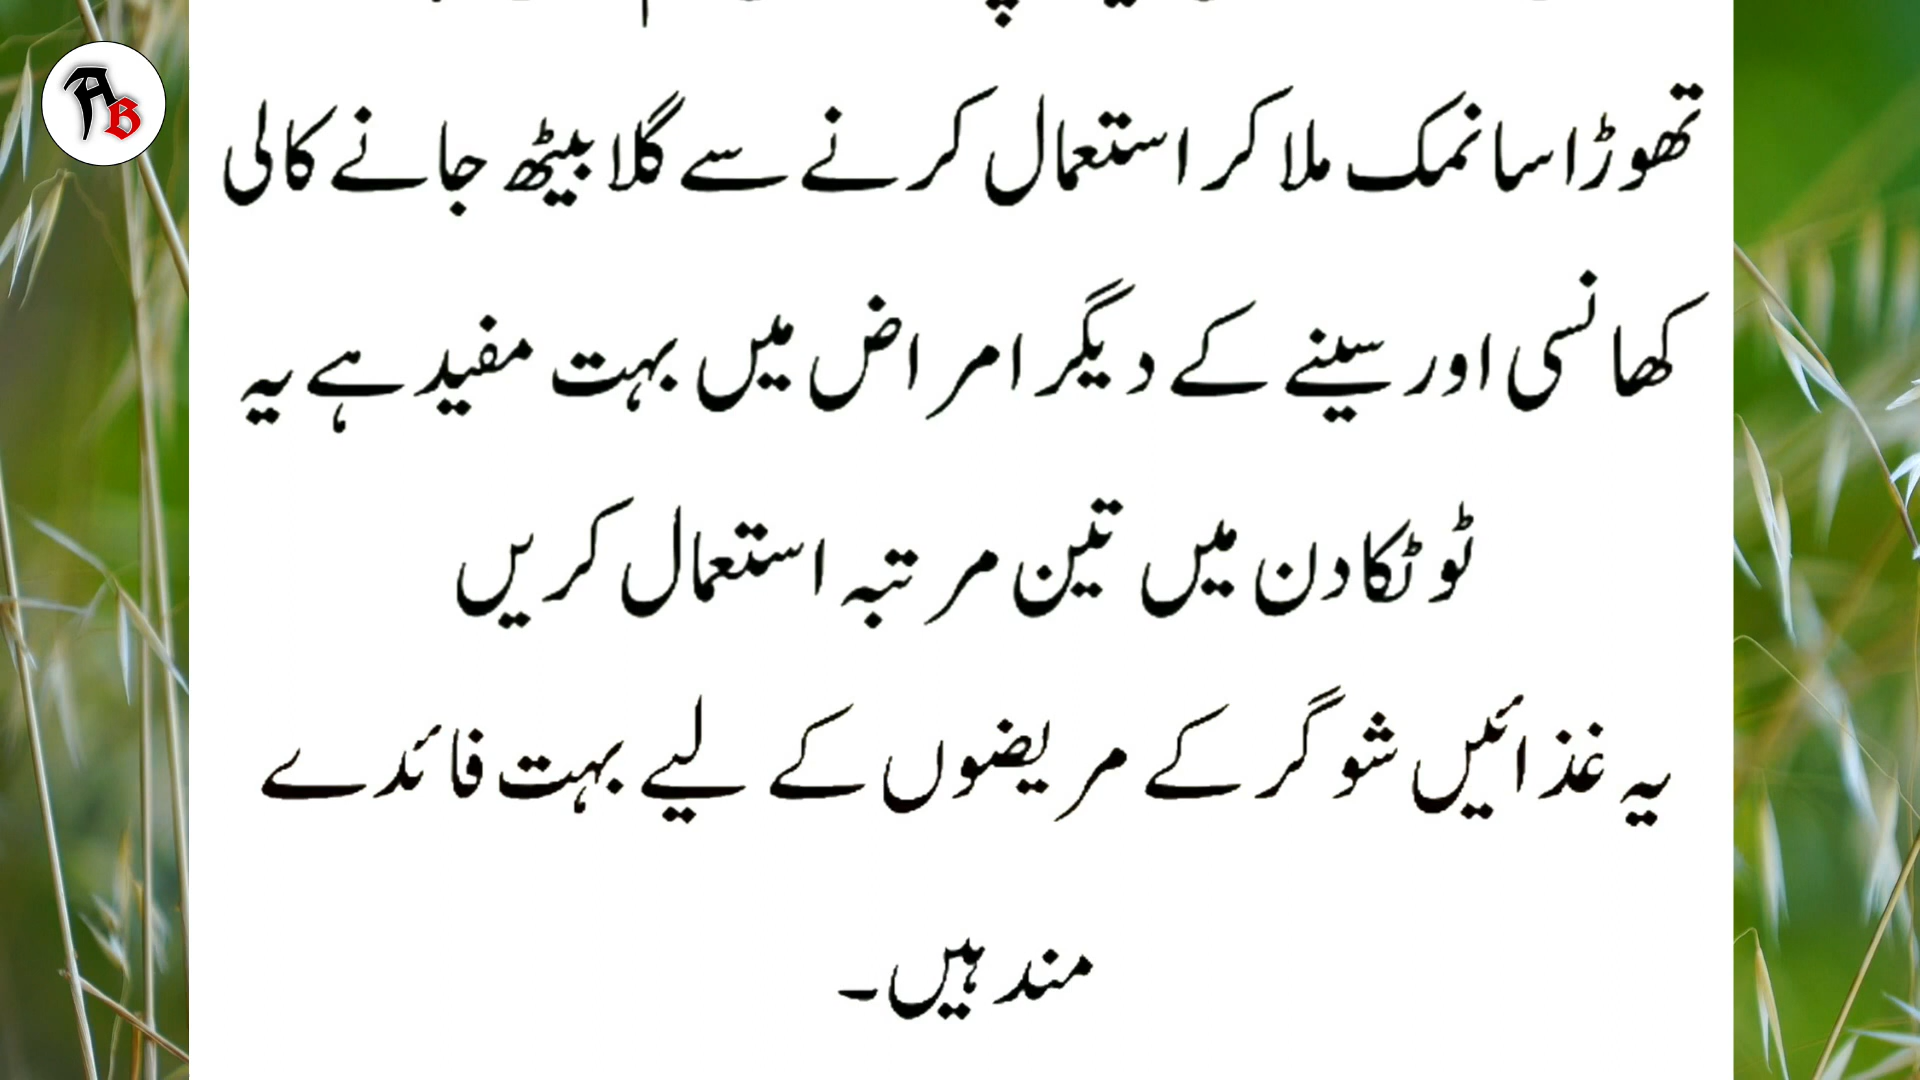 AB
تھوڑا سا نمک ملا کر استعمال کرنے سے گلا بیٹھ جانے کالی
کھانسی اور سینے کے دیگر امراض میں بہت مفید ہے یہ
ٹوٹکا دن میں تین مرتبہ استعمال کریں
یہ غذائیں شوگر کے مریضوں کے لیے بہت فائدے
مند ہیں۔